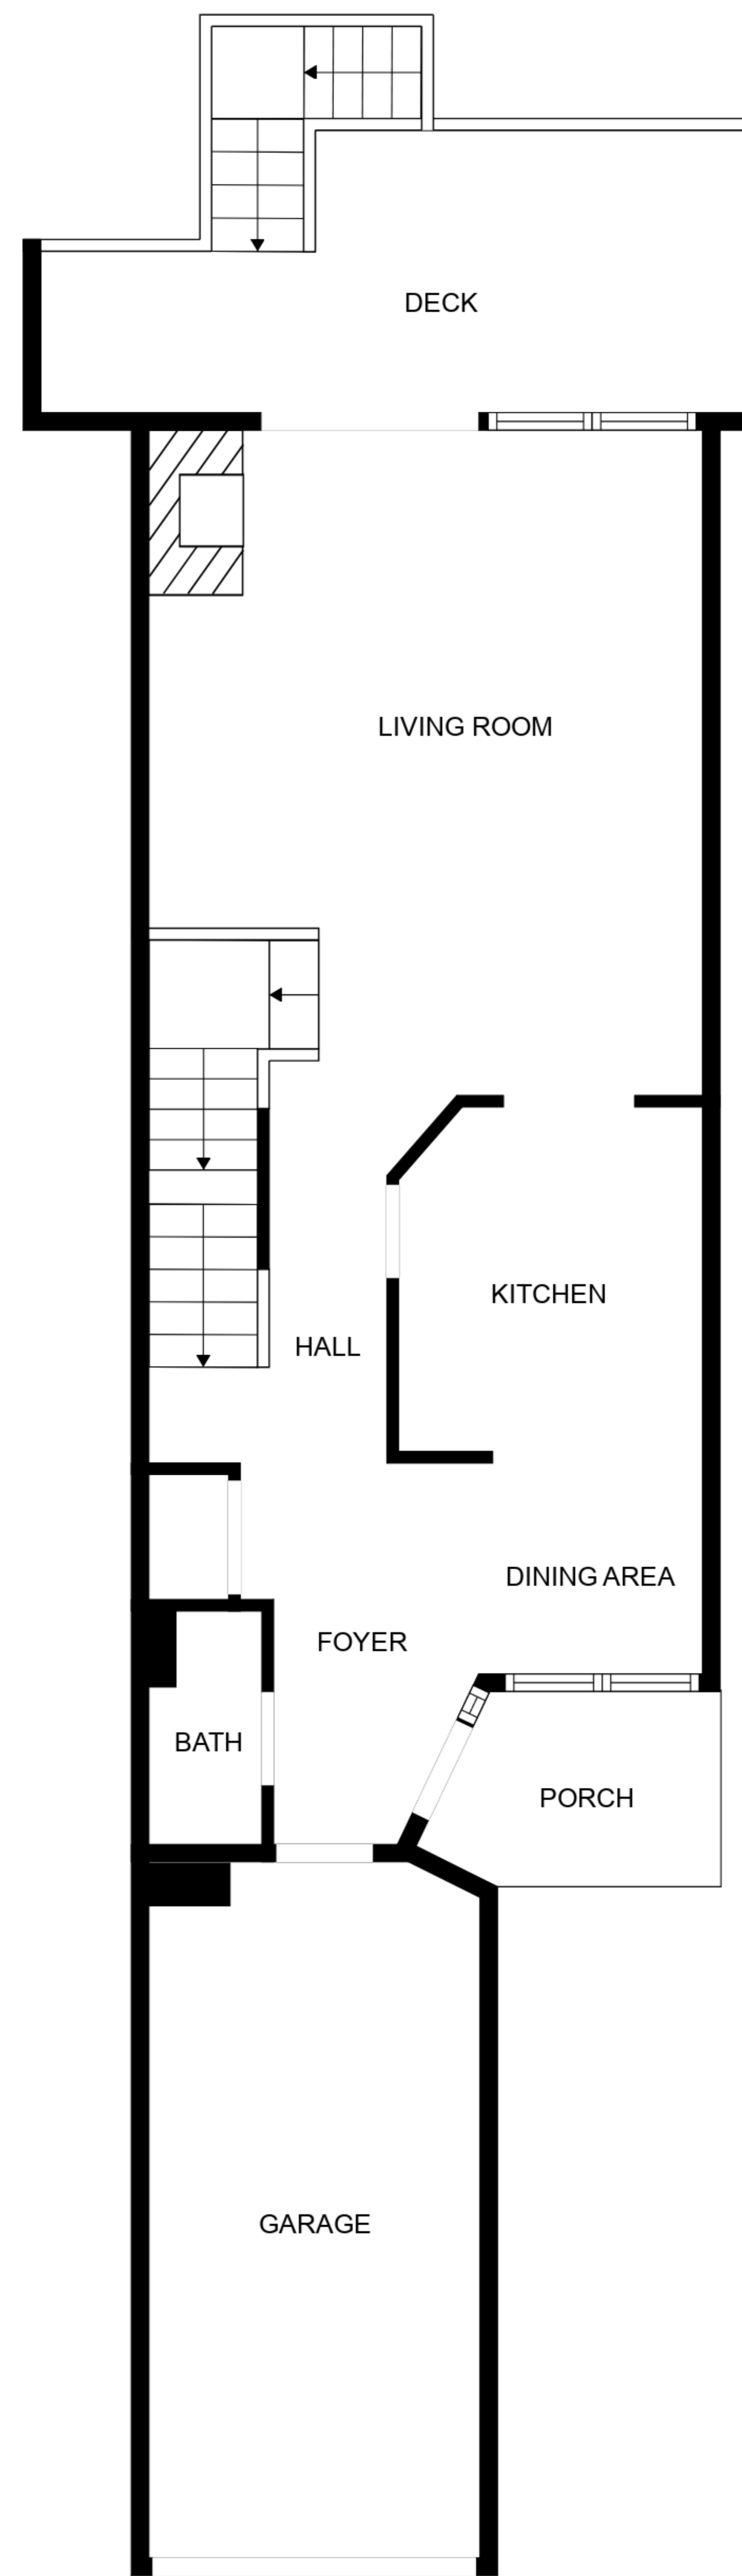 DECK
LIVING ROOM
KITCHEN
HALL
DINING AREA
FOYER
BATH
PORCH
GARAGE